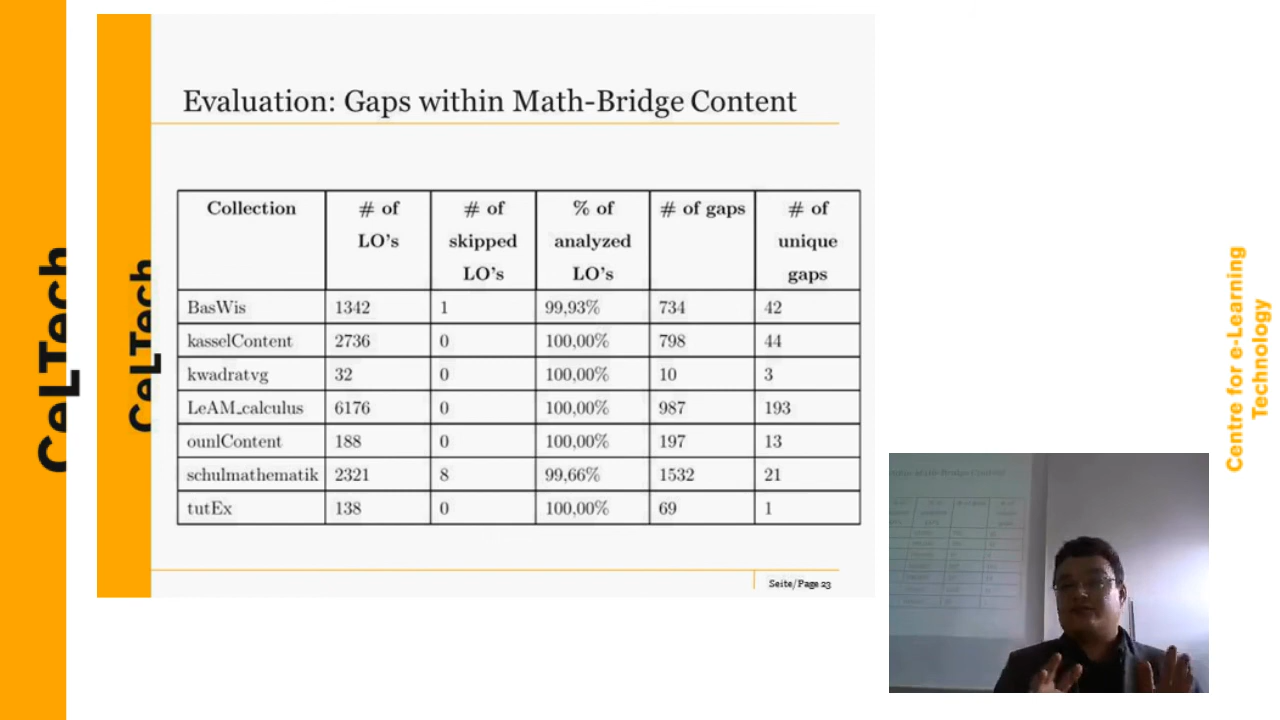 Evaluation: Gaps within Math-Bridge Content
Collection # of LO's # of skipped LO's % of analyzed LO's # of gaps # of unique gaps
BasWis 1342 1 99,93% 734 42
kasselContent 2736 0 100,00% 798 44
kwadratvg 32 0 100,00% 10 3
LeAM_calculus 6176 0 100,00% 987 193
ounlContent 188 0 100,00% 197 13
schulmathematik 2321 8 99,66% 1532 21
tutEx 138 0 100,00% 69 1
Seite/Page 23
CeLTech
CeLTech
Centre for e-Learning
Technology